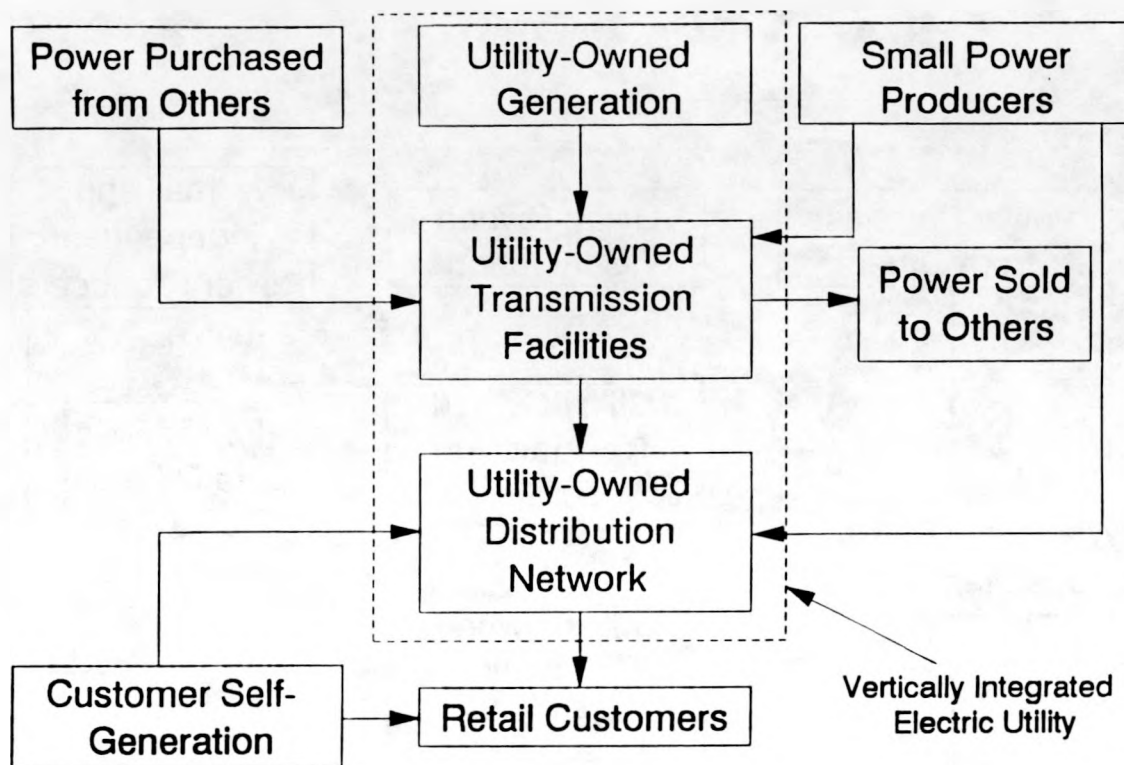 Power Purchased
from Others
Utility-Owned
Generation
Small Power
Producers
Utility-Owned
Transmission
Facilities
Power Sold
to Others
Utility-Owned
Distribution
Network
Customer Self-
Generation
Retail Customers
Vertically Integrated
Electric Utility